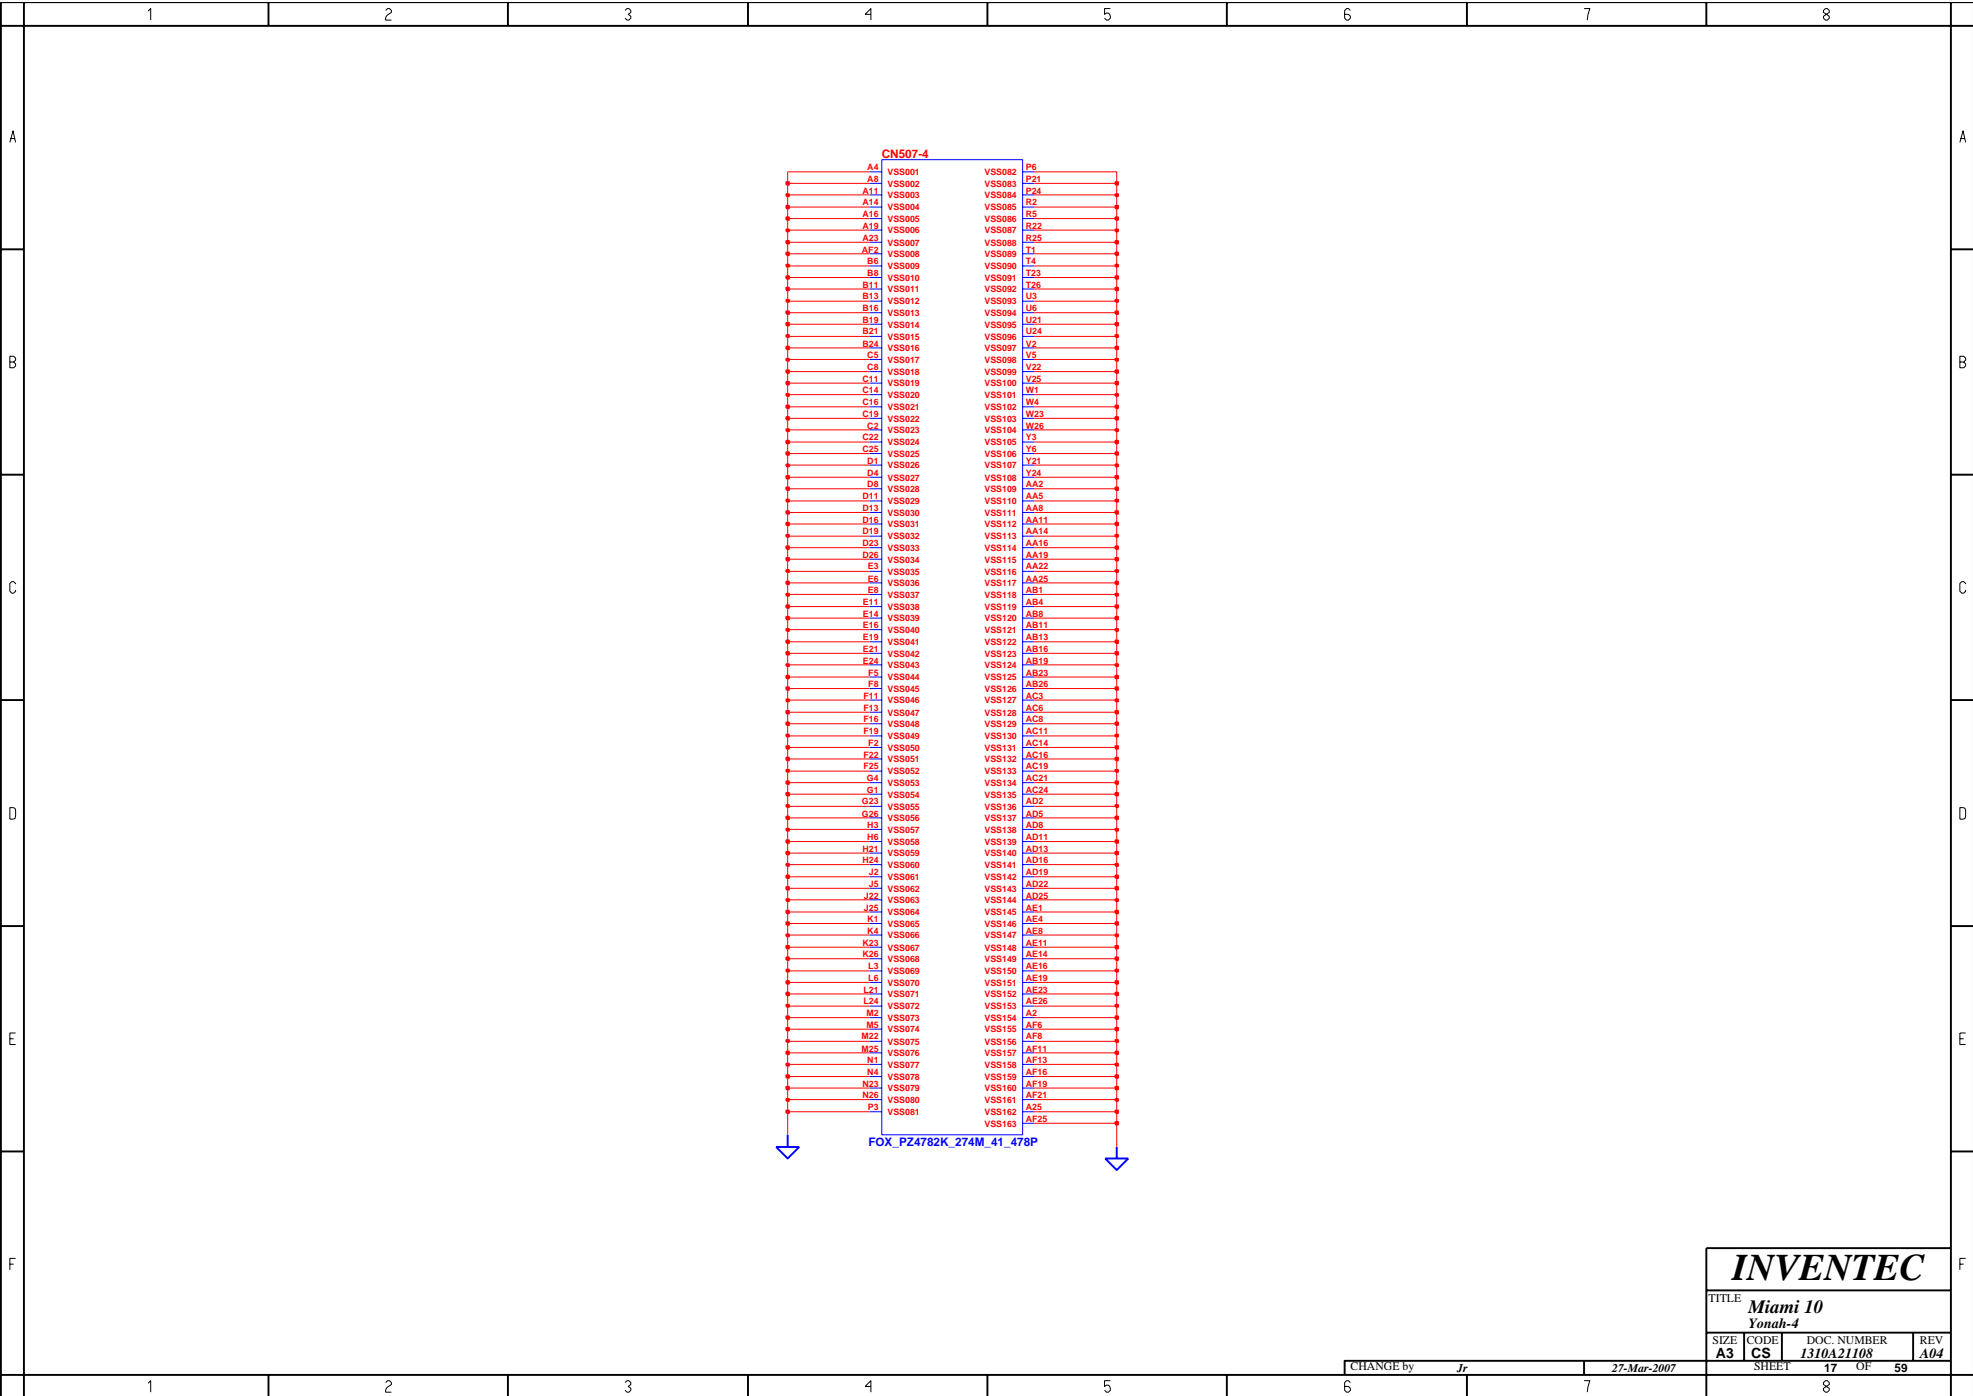 1 2 3 4 5 6 7 8
A A
CN507-4
A4 VSS001 VSS082 P6
A8 VSS002 VSS083 P21
A11 VSS003 VSS084 P24
A14 VSS004 VSS085 R2
A16 VSS005 VSS086 R5
A19 VSS006 VSS087 R22
A23 VSS007 VSS088 R25
AF2 VSS008 VSS089 T1
B6 VSS009 VSS090 T4
B8 VSS010 VSS091 T23
B11 VSS011 VSS092 T26
B13 VSS012 VSS093 U3
B16 VSS013 VSS094 U6
B19 VSS014 VSS095 U21
B21 VSS015 VSS096 U24
B24 VSS016 VSS097 V2
C5 VSS017 VSS098 V5
B B
C8 VSS018 VSS099 V22
C11 VSS019 VSS100 V25
C14 VSS020 VSS101 W1
C16 VSS021 VSS102 W4
C19 VSS022 VSS103 W23
C2 VSS023 VSS104 W26
C22 VSS024 VSS105 Y3
C25 VSS025 VSS106 Y6
D1 VSS026 VSS107 Y21
D4 VSS027 VSS108 Y24
D8 VSS028 VSS109 AA2
D11 VSS029 VSS110 AA5
D13 VSS030 VSS111 AA8
D16 VSS031 VSS112 AA11
D19 VSS032 VSS113 AA14
D23 VSS033 VSS114 AA16
D26 VSS034 VSS115 AA19
E3 VSS035 VSS116 AA22
E6 VSS036 VSS117 AA25
C C
E8 VSS037 VSS118 AB1
E11 VSS038 VSS119 AB4
E14 VSS039 VSS120 AB8
E16 VSS040 VSS121 AB11
E19 VSS041 VSS122 AB13
E21 VSS042 VSS123 AB16
E24 VSS043 VSS124 AB19
F5 VSS044 VSS125 AB23
F8 VSS045 VSS126 AB26
F11 VSS046 VSS127 AC3
F13 VSS047 VSS128 AC6
F16 VSS048 VSS129 AC8
F19 VSS049 VSS130 AC11
F2 VSS050 VSS131 AC14
F22 VSS051 VSS132 AC16
F25 VSS052 VSS133 AC19
G4 VSS053 VSS134 AC21
G1 VSS054 VSS135 AC24
G23 VSS055 VSS136 AD2
G26 VSS056 VSS137 AD5
D D
H3 VSS057 VSS138 AD8
H6 VSS058 VSS139 AD11
H21 VSS059 VSS140 AD13
H24 VSS060 VSS141 AD16
J2 VSS061 VSS142 AD19
J5 VSS062 VSS143 AD22
J22 VSS063 VSS144 AD25
J25 VSS064 VSS145 AE1
K1 VSS065 VSS146 AE4
K4 VSS066 VSS147 AE8
K23 VSS067 VSS148 AE11
K26 VSS068 VSS149 AE14
L3 VSS069 VSS150 AE16
L6 VSS070 VSS151 AE19
L21 VSS071 VSS152 AE23
L24 VSS072 VSS153 AE26
M2 VSS073 VSS154 A2
M5 VSS074 VSS155 AF6
M22 VSS075 VSS156 AF8
E E
M25 VSS076 VSS157 AF11
N1 VSS077 VSS158 AF13
N4 VSS078 VSS159 AF16
N23 VSS079 VSS160 AF19
N26 VSS080 VSS161 AF21
P3 VSS081 VSS162 A25
VSS163 AF25
FOX_PZ4782K_274M_41_478P
F F
INVENTEC
TITLE Miami 10
Yonah-4
SIZE CODE DOC. NUMBER REV
A3 CS 1310A21108 A04
CHANGE by Jr 27-Mar-2007 SHEET 17 OF 59
1 2 3 4 5 6 7 8